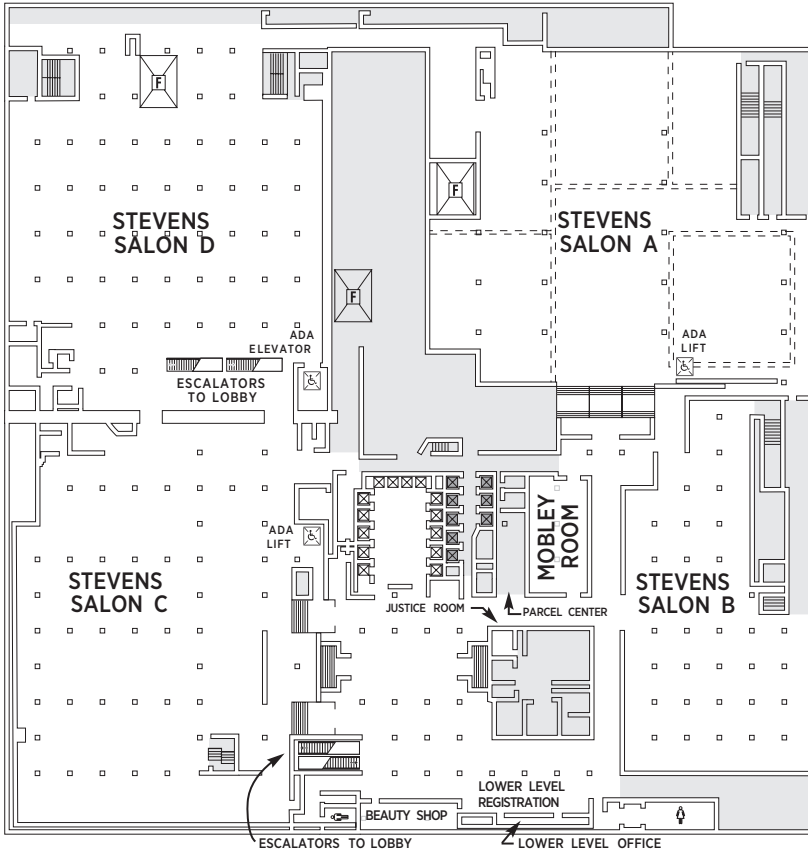 F
STEVENS
SALON D
F
STEVENS
SALON A
F
ADA
ELEVATOR
ADA
LIFT
ESCALATORS
TO LOBBY
ADA
LIFT
MOBLEY
ROOM
STEVENS
SALON C
STEVENS
SALON B
JUSTICE ROOM
PARCEL CENTER
LOWER LEVEL
REGISTRATION
BEAUTY SHOP
ESCALATORS TO LOBBY
LOWER LEVEL OFFICE